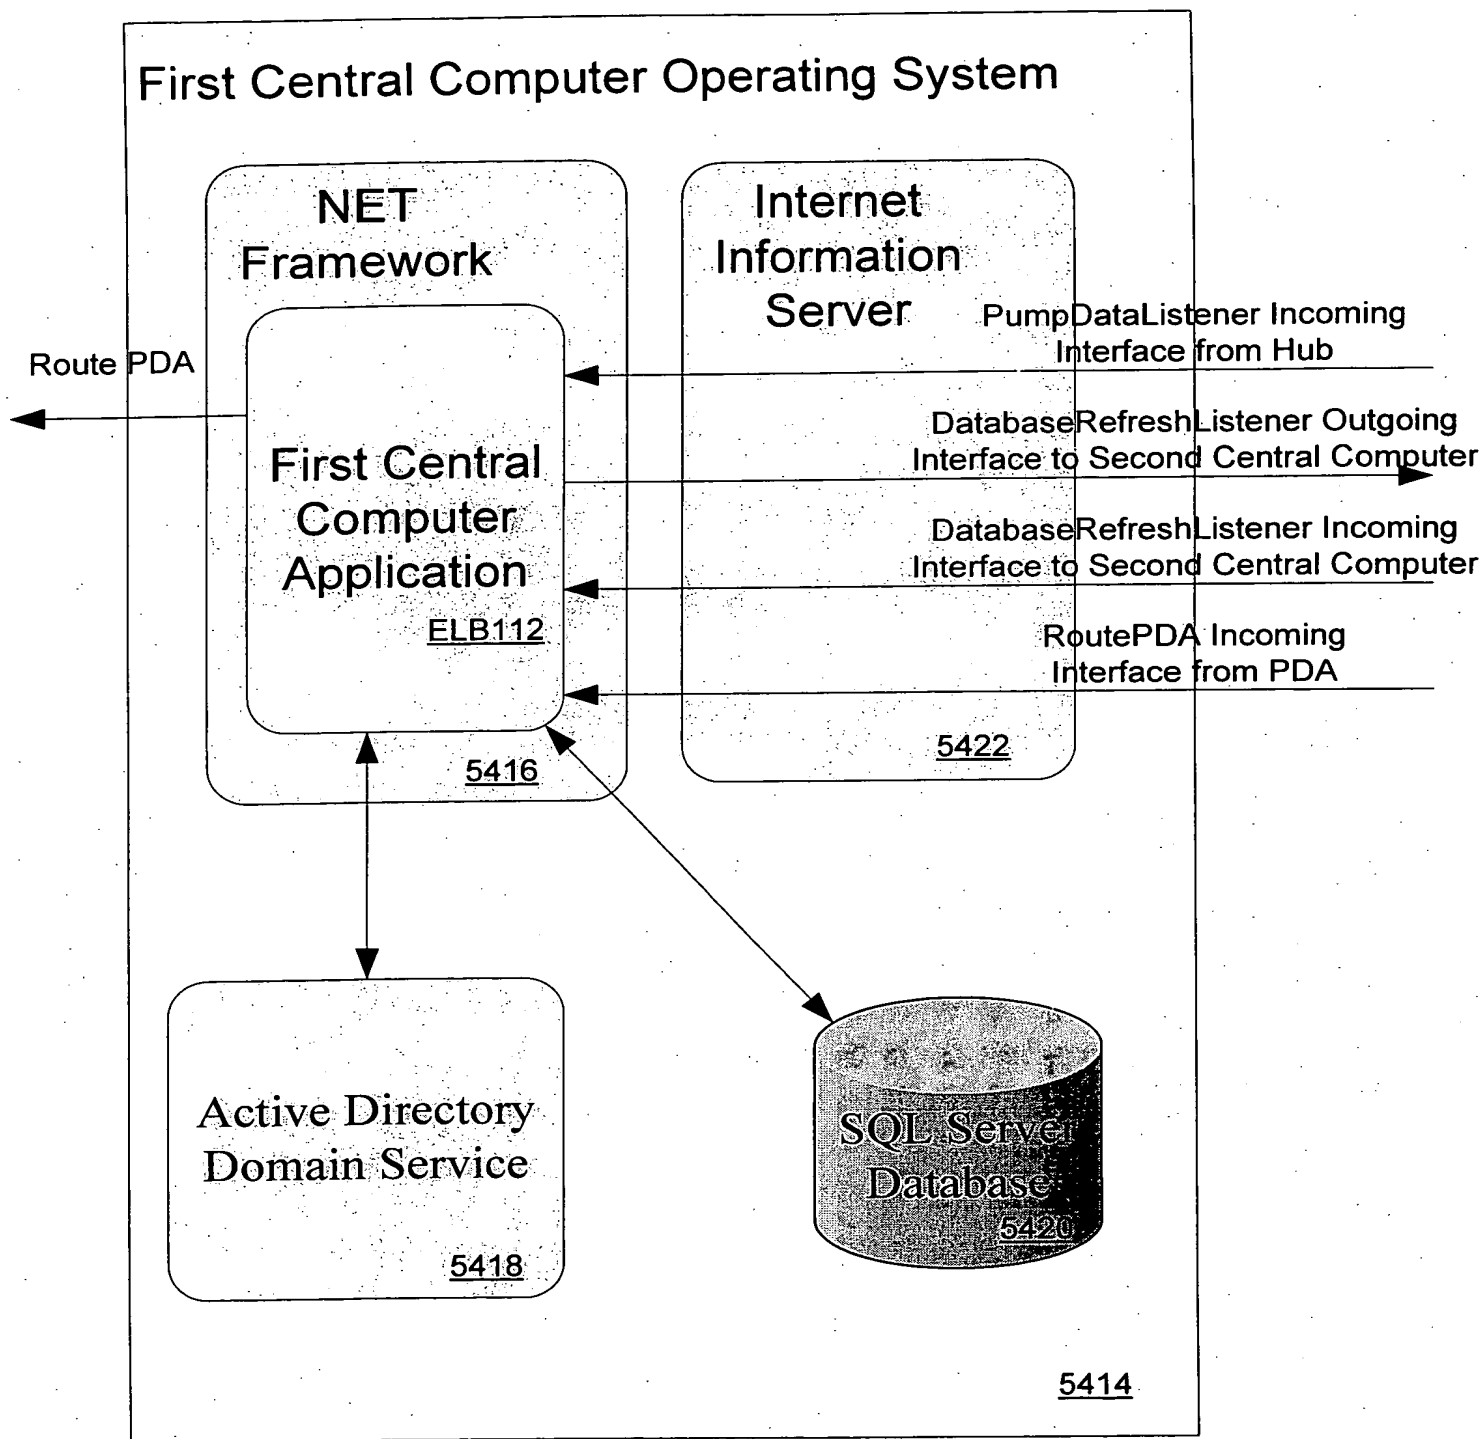 First Central Computer Operating System
NET
Framework
Internet
Information
Server
PumpDataListener Incoming
Interface from Hub
Route PDA
DatabaseRefreshListener Outgoing
Interface to Second Central Computer
First Central
Computer
Application
ELB112
DatabaseRefreshListener Incoming
Interface to Second Central Computer
RoutePDA Incoming
Interface from PDA
5422
5416
Active Directory
Domain Service
5418
SQL Server
Database
5420
5414